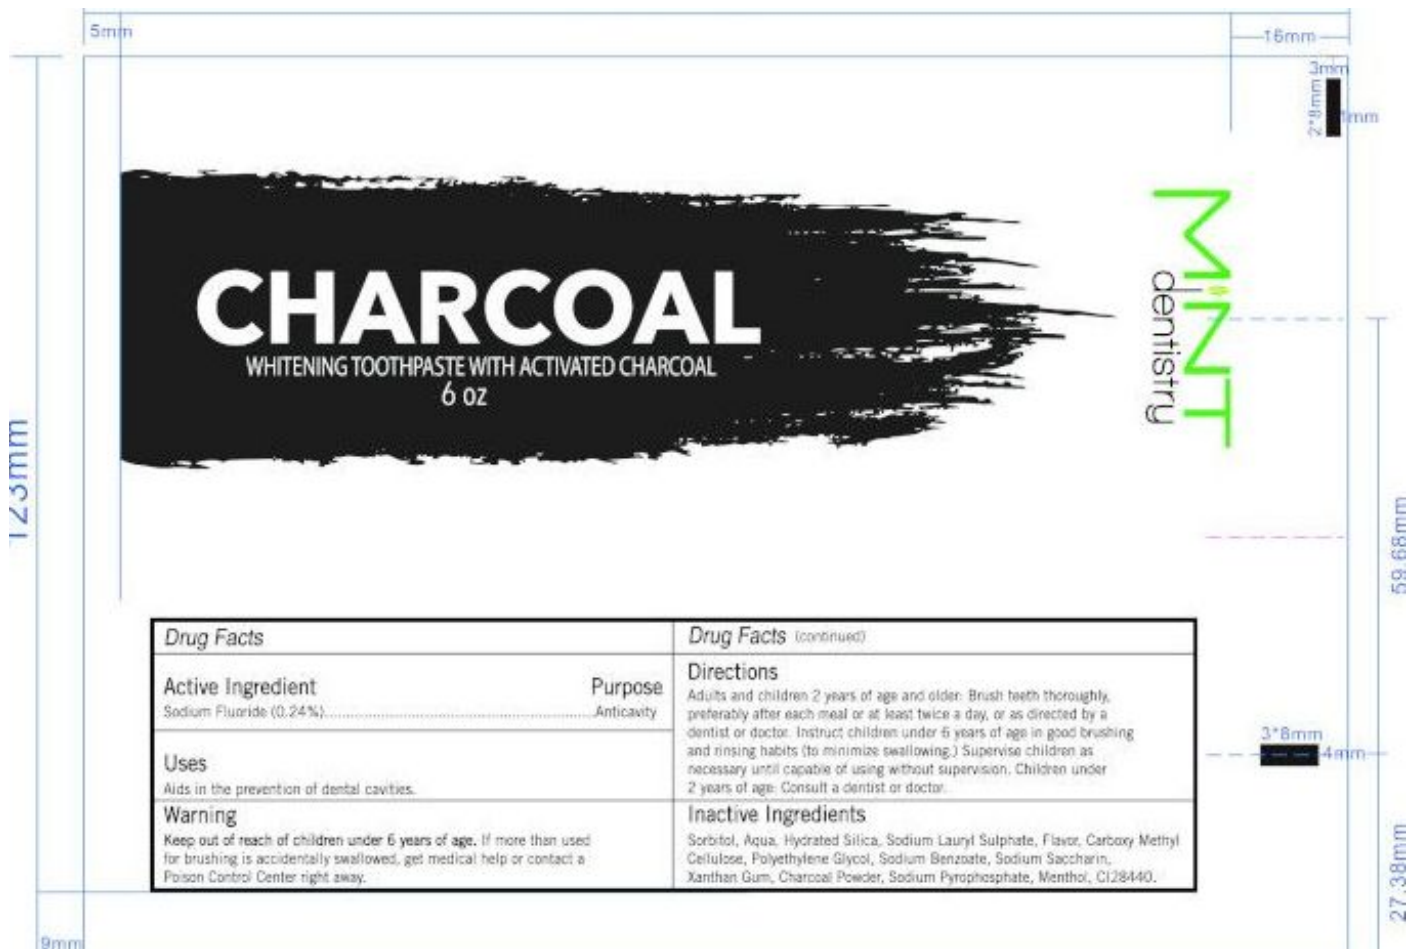 5mm
16mm
3mm
2*8mm
4mm
MiNT
dentistry
CHARCOAL
WHITENING TOOTHPASTE WITH ACTIVATED CHARCOAL
6 oz
123mm
59.68mm
Drug Facts
Active Ingredient Purpose
Sodium Fluoride (0.24%)..........................................................Anticavity
Uses
Aids in the prevention of dental cavities.
Warning
Keep out of reach of children under 6 years of age. If more than used
for brushing is accidentally swallowed, get medical help or contact a
Poison Control Center right away.
Drug Facts (continued)
Directions
Adults and children 2 years of age and older: Brush teeth thoroughly,
preferably after each meal or at least twice a day, or as directed by a
dentist or doctor. Instruct children under 6 years of age in good brushing
and rinsing habits (to minimize swallowing.) Supervise children as
necessary until capable of using without supervision. Children under
2 years of age: Consult a dentist or doctor.
Inactive Ingredients
Sorbitol, Aqua, Hydrated Silica, Sodium Lauryl Sulphate, Flavor, Carboxy Methyl
Cellulose, Polyethylene Glycol, Sodium Benzoate, Sodium Saccharin,
Xanthan Gum, Charcoal Powder, Sodium Pyrophosphate, Menthol, CI28440.
3*8mm
4mm
27.38mm
9mm